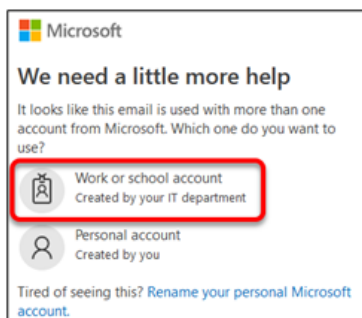 Microsoft
We need a little more help
It looks like this email is used with more than one
account from Microsoft. Which one do you want to
use?
Work or school account
Created by your IT department
Personal account
Created by you
Tired of seeing this? Rename your personal Microsoft
account.